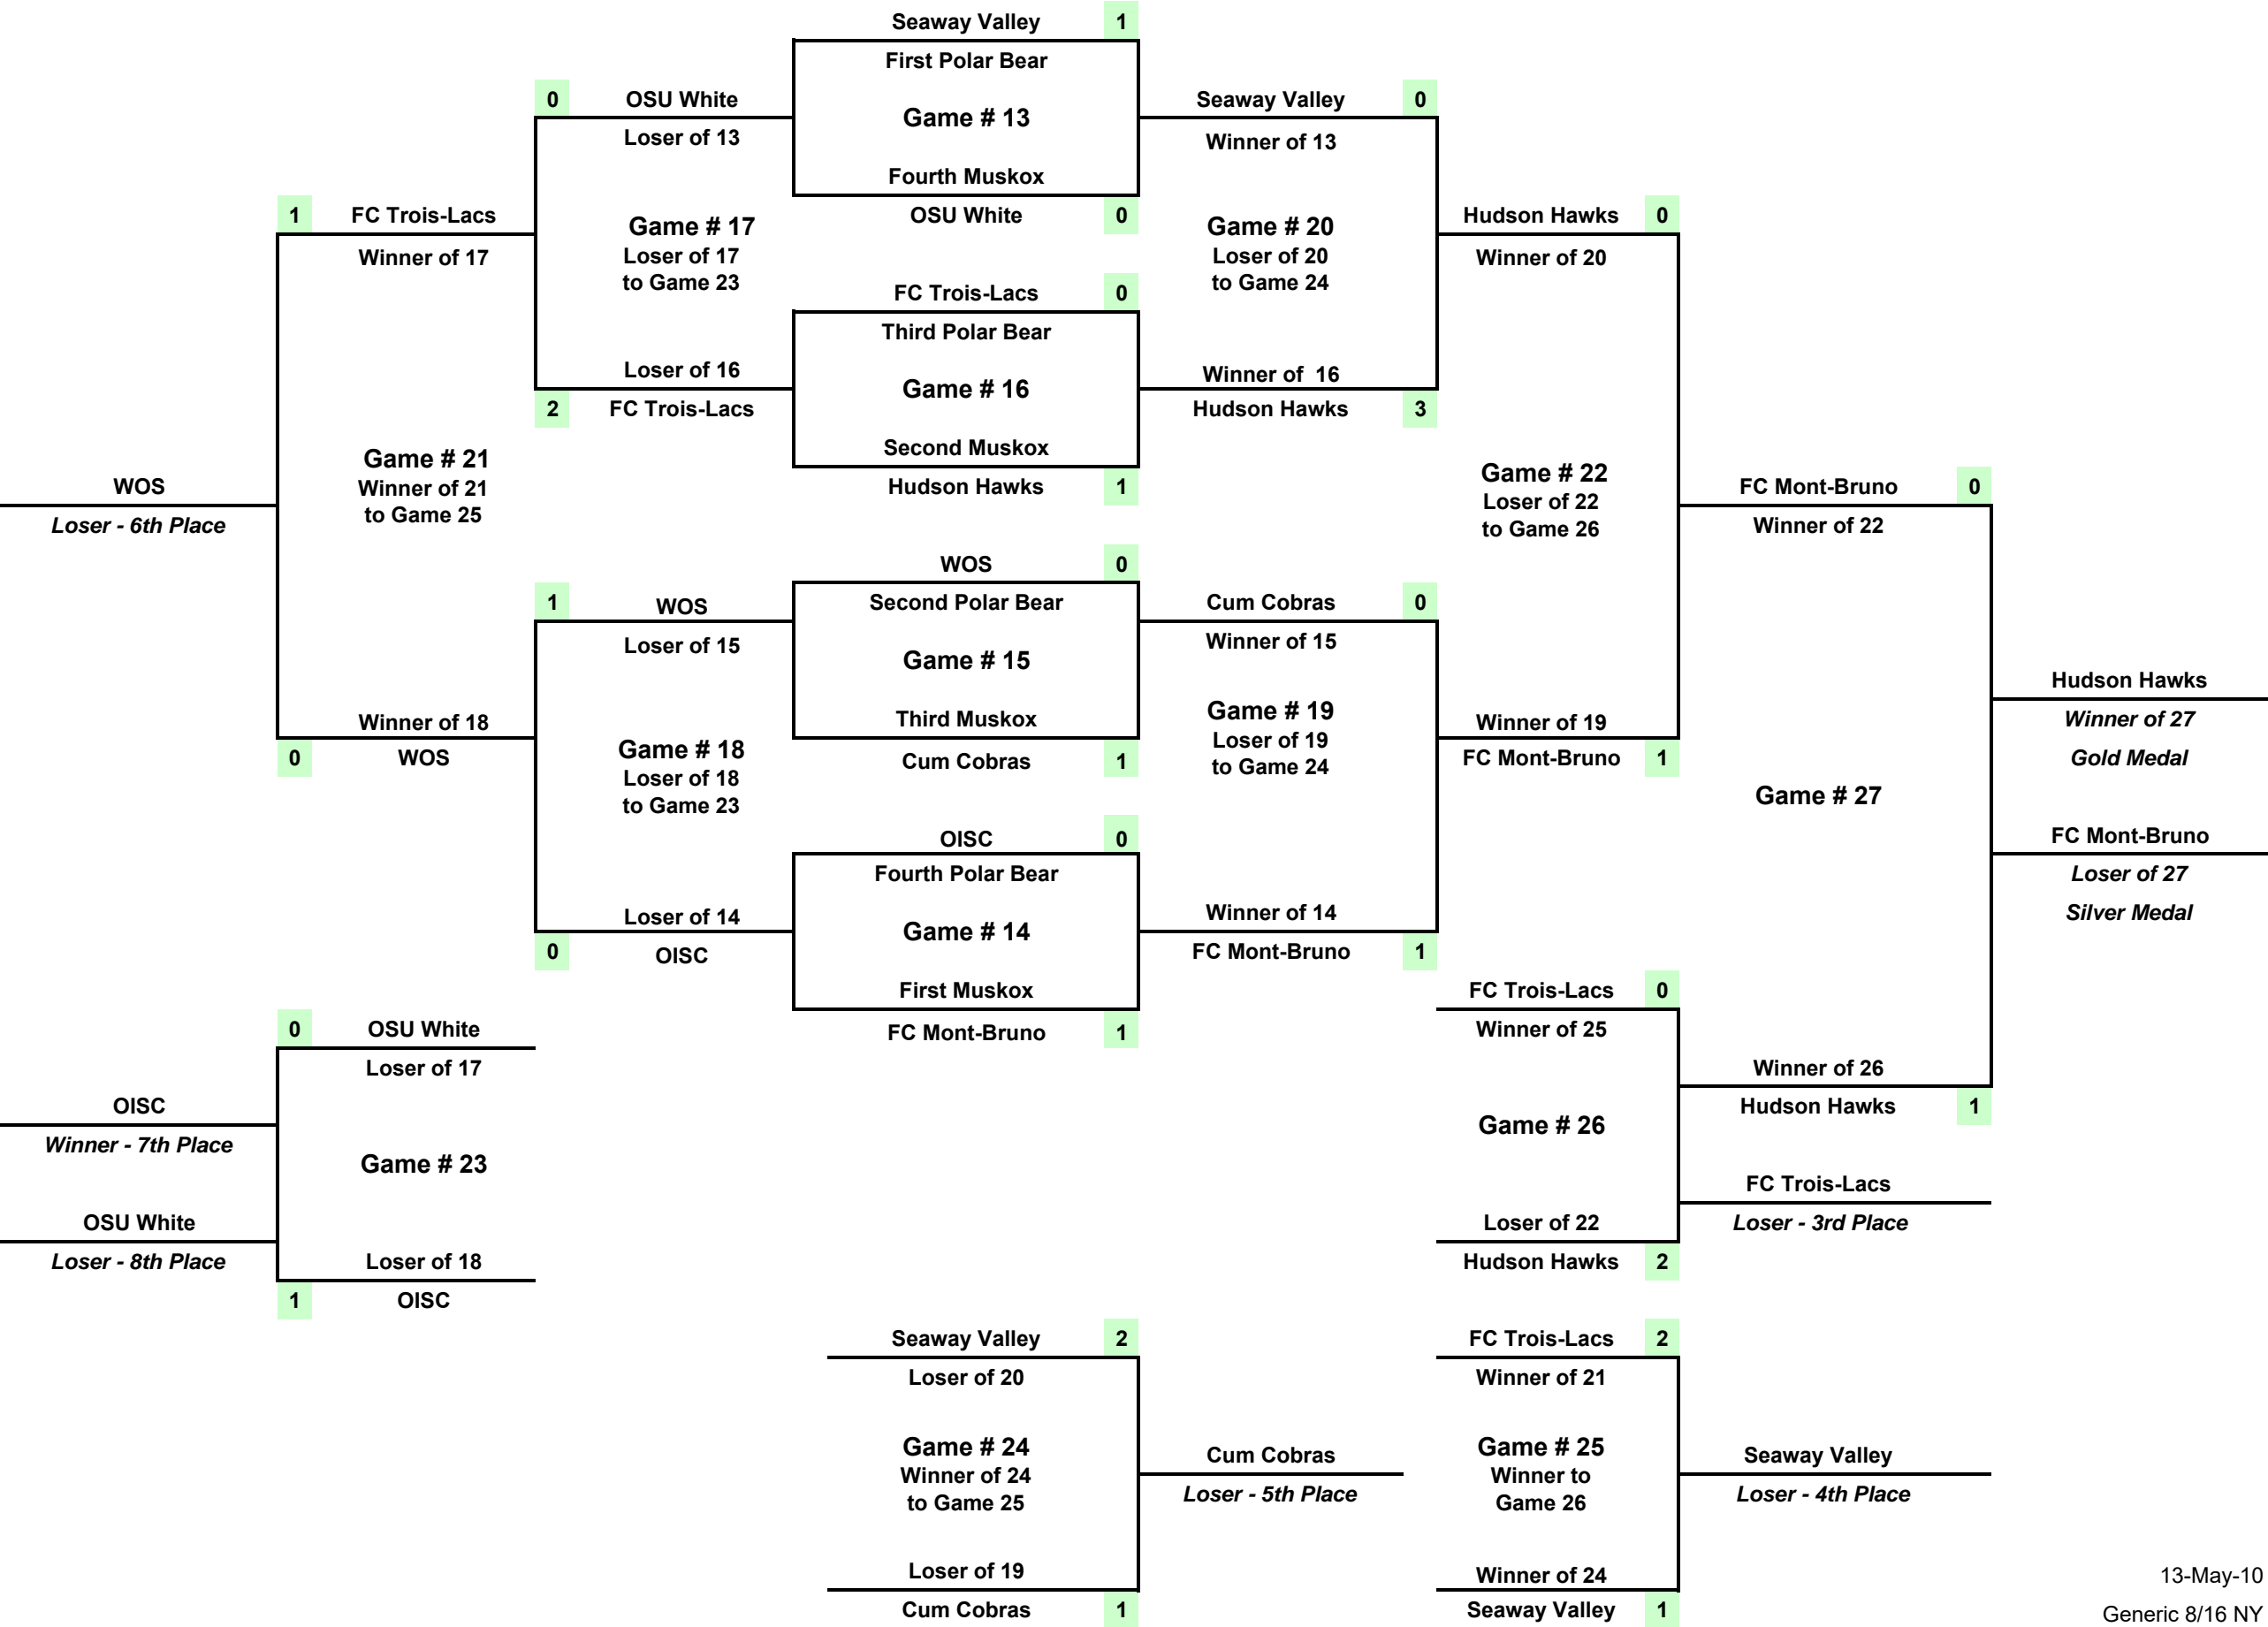 Seaway Valley 1
First Polar Bear
0 OSU White
Loser of 13
Game # 13
Seaway Valley 0
Winner of 13
Fourth Muskox
OSU White 0
1 FC Trois-Lacs
Winner of 17
Game # 17
Loser of 17
to Game 23
Game # 20
Loser of 20
to Game 24
Hudson Hawks 0
Winner of 20
FC Trois-Lacs 0
Third Polar Bear
Loser of 16
2 FC Trois-Lacs
Game # 16
Winner of 16
Hudson Hawks 3
Second Muskox
Hudson Hawks 1
WOS
Loser - 6th Place
Game # 21
Winner of 21
to Game 25
Game # 22
Loser of 22
to Game 26
FC Mont-Bruno 0
Winner of 22
WOS 0
Second Polar Bear
1 WOS
Loser of 15
Game # 15
Cum Cobras 0
Winner of 15
Third Muskox
Cum Cobras 1
Winner of 18
0 WOS
Game # 18
Loser of 18
to Game 23
Game # 19
Loser of 19
to Game 24
Winner of 19
FC Mont-Bruno 1
Hudson Hawks
Winner of 27
Gold Medal
Game # 27
FC Mont-Bruno
Loser of 27
Silver Medal
OISC 0
Fourth Polar Bear
Loser of 14
0 OISC
Game # 14
Winner of 14
FC Mont-Bruno 1
First Muskox
FC Mont-Bruno 1
FC Trois-Lacs 0
Winner of 25
0 OSU White
Loser of 17
OISC
Winner - 7th Place
Game # 23
OSU White
Loser - 8th Place
Loser of 18
1 OISC
Game # 26
Winner of 26
Hudson Hawks 1
FC Trois-Lacs
Loser - 3rd Place
Loser of 22
Hudson Hawks 2
Seaway Valley 2
Loser of 20
Game # 24
Winner of 24
to Game 25
Cum Cobras
Loser - 5th Place
Loser of 19
Cum Cobras 1
FC Trois-Lacs 2
Winner of 21
Game # 25
Winner to
Game 26
Seaway Valley
Loser - 4th Place
Winner of 24
Seaway Valley 1
13-May-10
Generic 8/16 NY